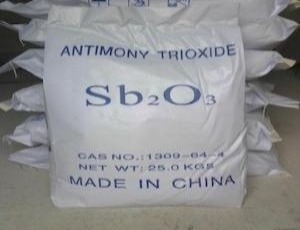 ANTIMONY TRIOXIDE
Sb₂O₃
CAS NO.: 1309-64-4
NET WT: 25.0 KGS
MADE IN CHINA